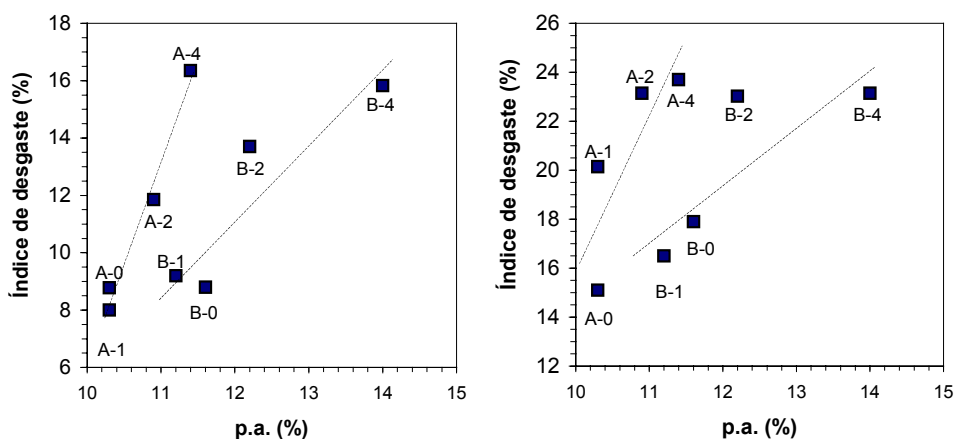 18
16
14
12
10
8
6
Índice de desgaste (%)
A-4
B-4
B-2
A-2
B-1
A-0
B-0
A-1
10 11 12 13 14 15
p.a. (%)
26
24
22
20
18
16
14
12
Índice de desgaste (%)
A-2
A-4
B-2
B-4
A-1
B-0
B-1
A-0
10 11 12 13 14 15
p.a. (%)